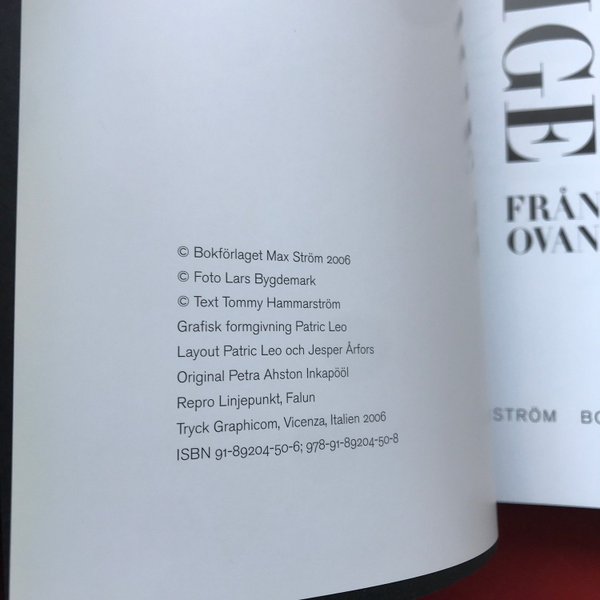 © Bokförlaget Max Ström 2006
© Foto Lars Bygdemark
© Text Tommy Hammarström
Grafisk formgivning Patric Leo
Layout Patric Leo och Jesper Årfors
Original Petra Ahston Inkapööl
Repro Linjepunkt, Falun
Tryck Graphicom, Vicenza, Italien 2006
ISBN 91-89204-50-6; 978-91-89204-50-8
IGE
FRÅN
OVAN
STRÖM BO